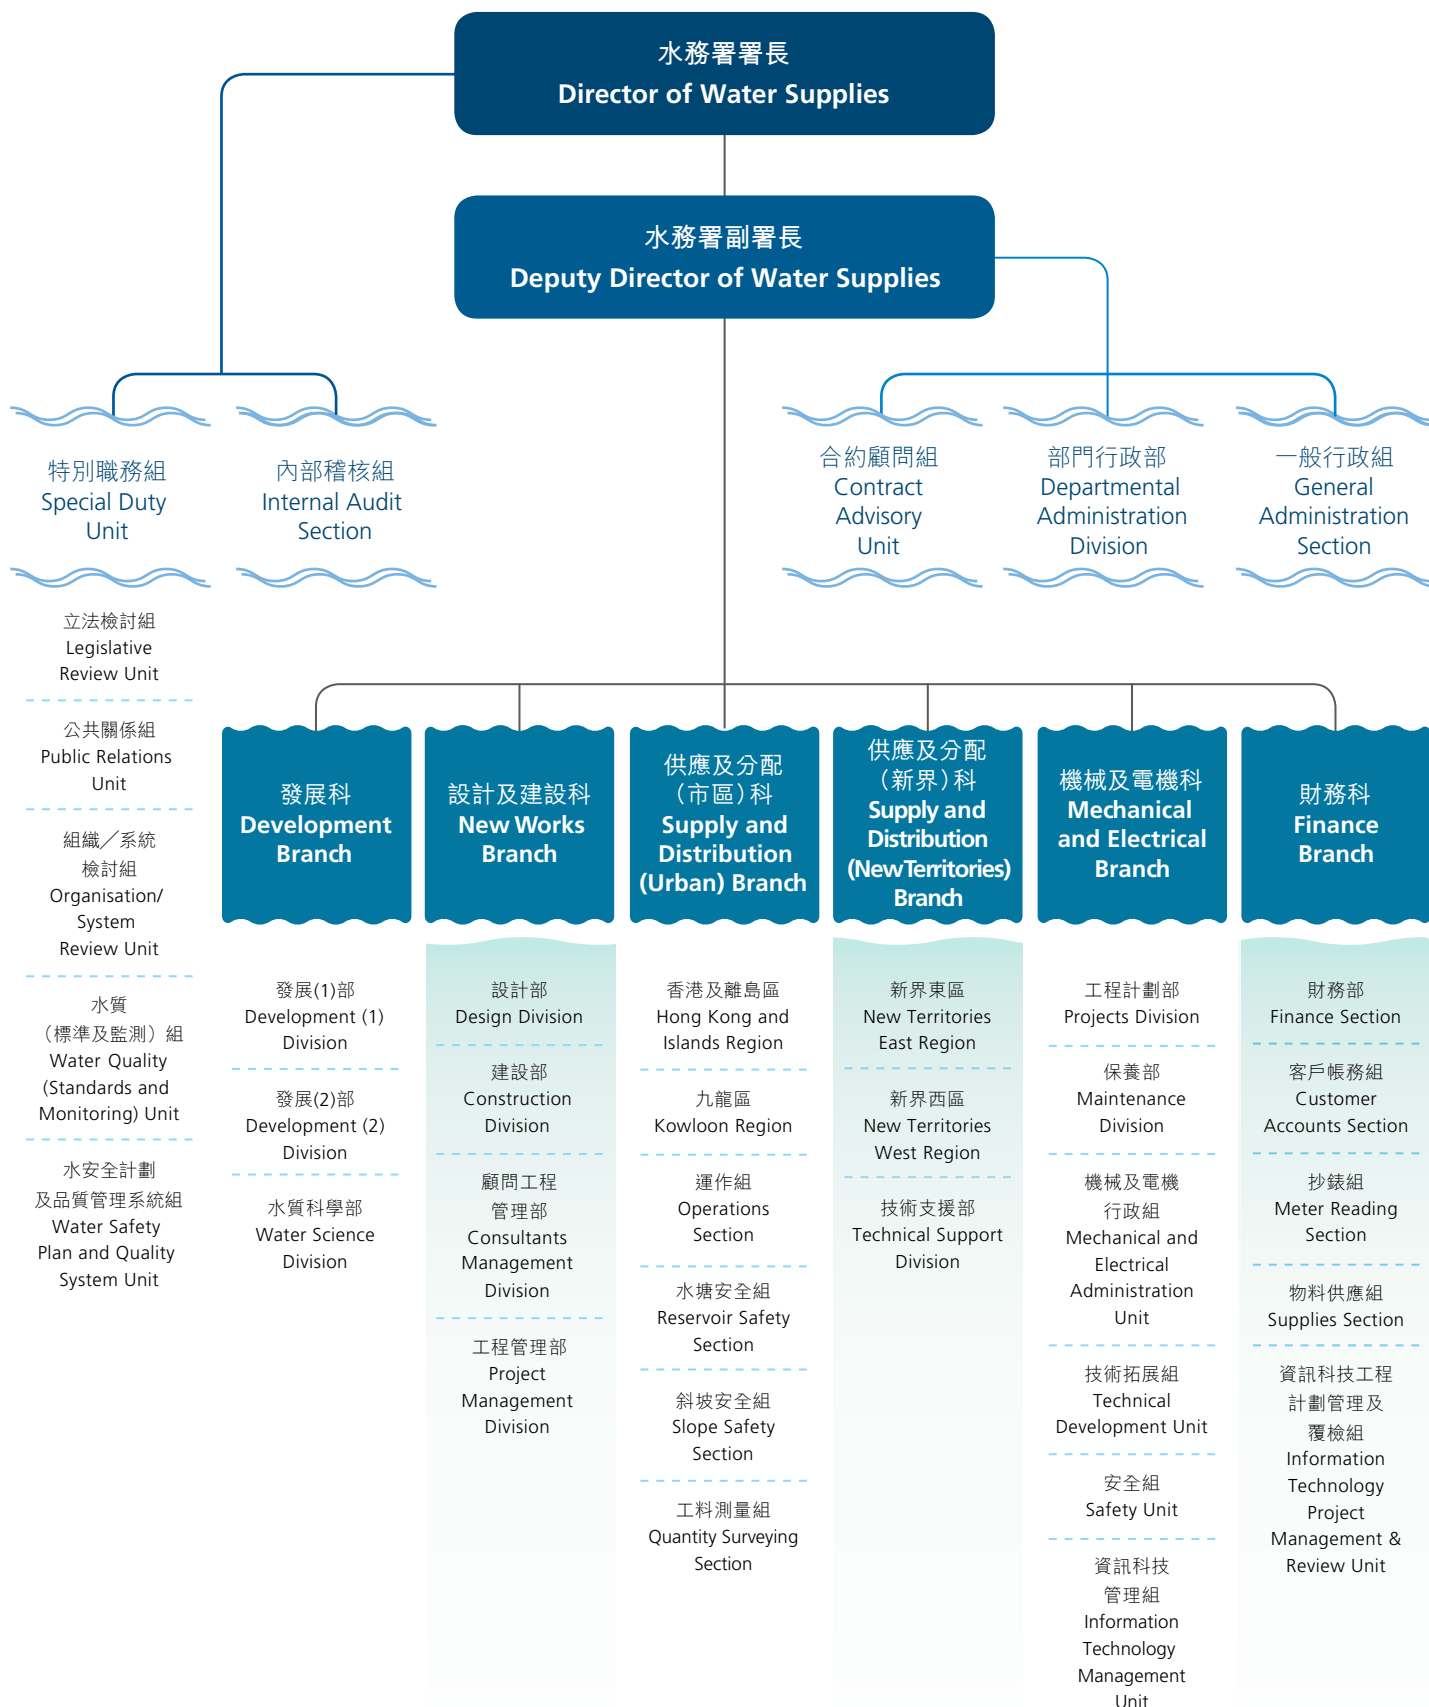 水務署署長
Director of Water Supplies
水務署副署長
Deputy Director of Water Supplies
特別職務組
Special Duty
Unit
內部稽核組
Internal Audit
Section
合約顧問組
Contract
Advisory
Unit
部門行政部
Departmental
Administration
Division
一般行政組
General
Administration
Section
立法檢討組
Legislative
Review Unit
公共關係組
Public Relations
Unit
組織／系統
檢討組
Organisation/
System
Review Unit
水質
（標準及監測）組
Water Quality
(Standards and
Monitoring) Unit
水安全計劃
及品質管理系統組
Water Safety
Plan and Quality
System Unit
發展科
Development
Branch
發展(1)部
Development (1)
Division
發展(2)部
Development (2)
Division
水質科學部
Water Science
Division
設計及建設科
New Works
Branch
設計部
Design Division
建設部
Construction
Division
顧問工程
管理部
Consultants
Management
Division
工程管理部
Project
Management
Division
供應及分配
（市區）科
Supply and
Distribution
(Urban) Branch
香港及離島區
Hong Kong and
Islands Region
九龍區
Kowloon Region
運作組
Operations
Section
水塘安全組
Reservoir Safety
Section
斜坡安全組
Slope Safety
Section
工料測量組
Quantity Surveying
Section
供應及分配
（新界）科
Supply and
Distribution
(New Territories)
Branch
新界東區
New Territories
East Region
新界西區
New Territories
West Region
技術支援部
Technical Support
Division
機械及電機科
Mechanical
and Electrical
Branch
工程計劃部
Projects Division
保養部
Maintenance
Division
機械及電機
行政組
Mechanical and
Electrical
Administration
Unit
技術拓展組
Technical
Development Unit
安全組
Safety Unit
資訊科技
管理組
Information
Technology
Management
Unit
財務科
Finance
Branch
財務部
Finance Section
客戶帳務組
Customer
Accounts Section
抄錶組
Meter Reading
Section
物料供應組
Supplies Section
資訊科技工程
計劃管理及
覆檢組
Information
Technology
Project
Management &
Review Unit